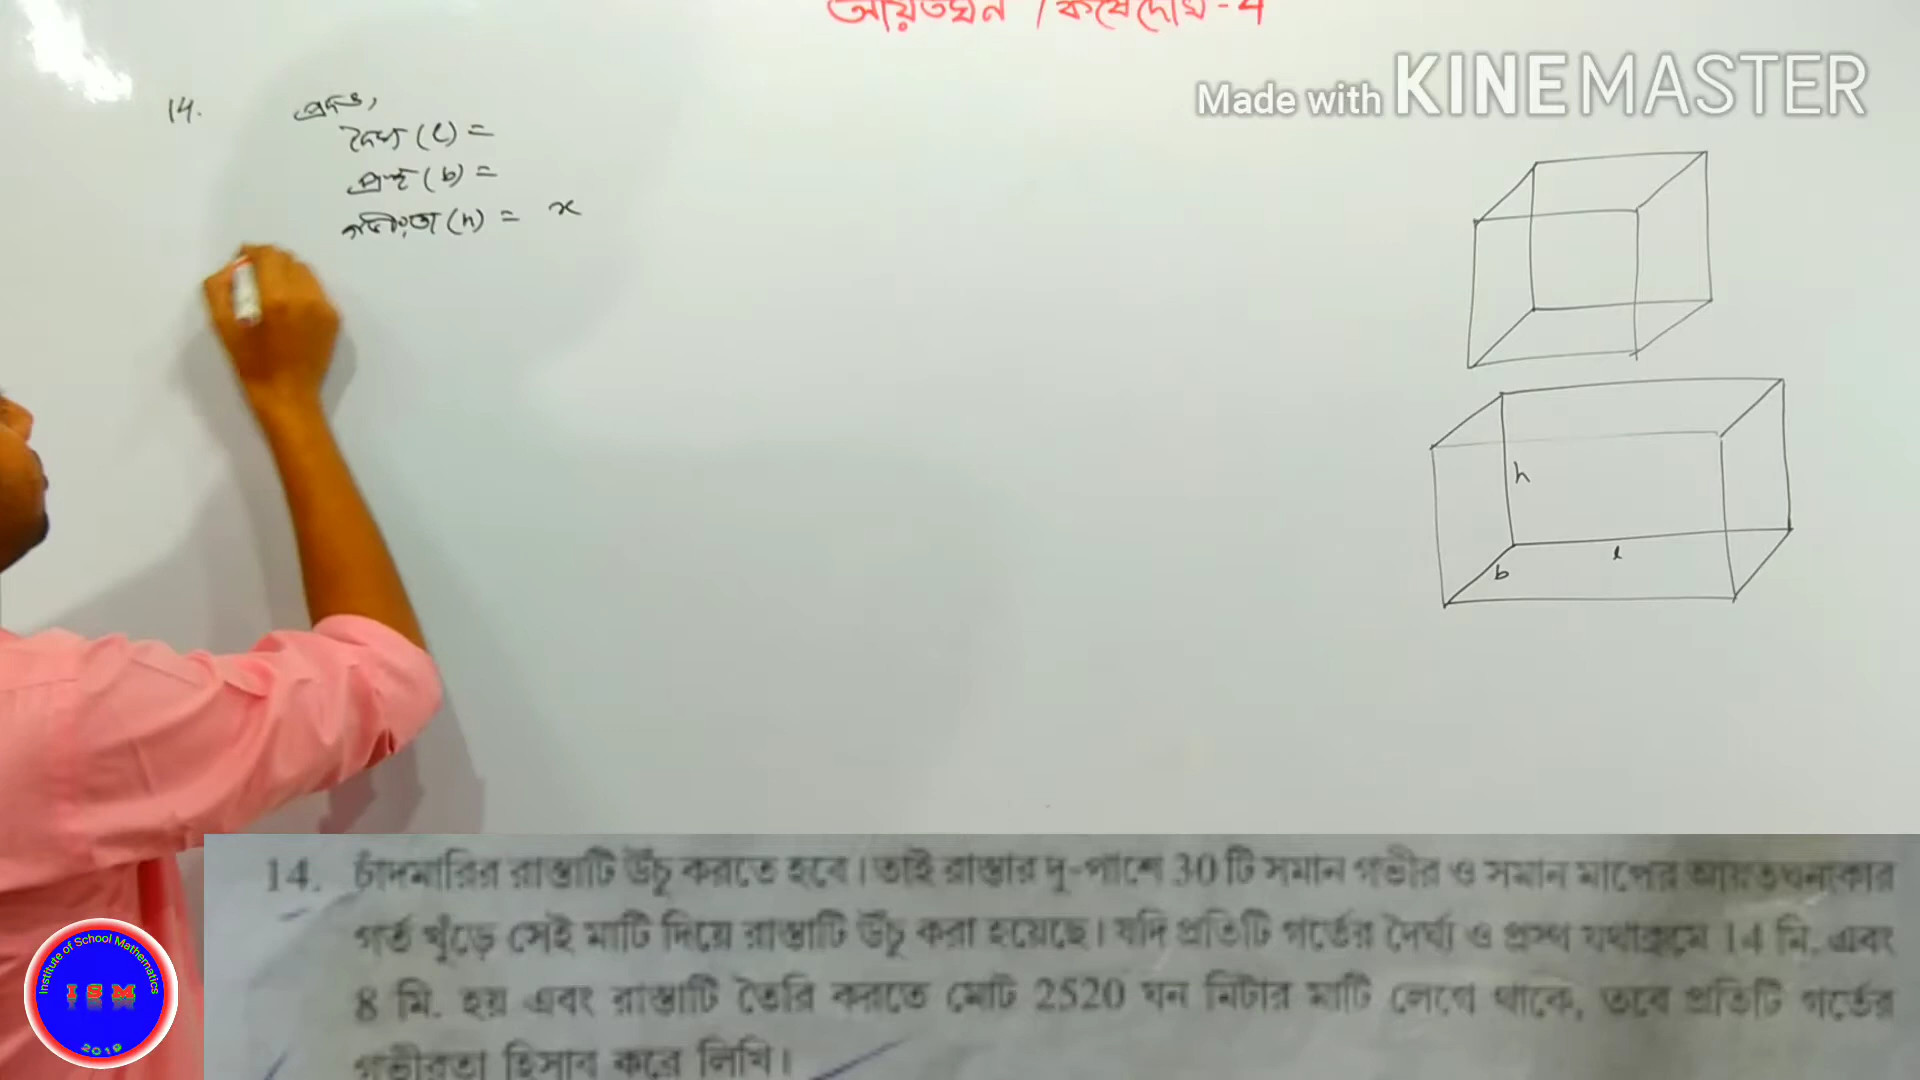 আয়তঘন / কষে দেখি - 4
Made with KINEMASTER
14. প্রদত্ত,
দৈর্ঘ্য (l) =
প্রস্থ (b) =
গভীরতা (h) = x
h
l
b
14. চাঁদমারির রাস্তাটি উঁচু করতে হবে। তাই রাস্তার দু-পাশে 30 টি সমান গভীর ও সমান মাপের আয়তঘনাকার
গর্ত খুঁড়ে সেই মাটি দিয়ে রাস্তাটি উঁচু করা হয়েছে। যদি প্রতিটি গর্তের দৈর্ঘ্য ও প্রস্থ যথাক্রমে 14 মি. এবং
8 মি. হয় এবং রাস্তাটি তৈরি করতে মোট 2520 ঘন মিটার মাটি লেগে থাকে, তবে প্রতিটি গর্তের
গভীরতা হিসাব করে লিখি।
Institute of School Mathematics
ISM
2019